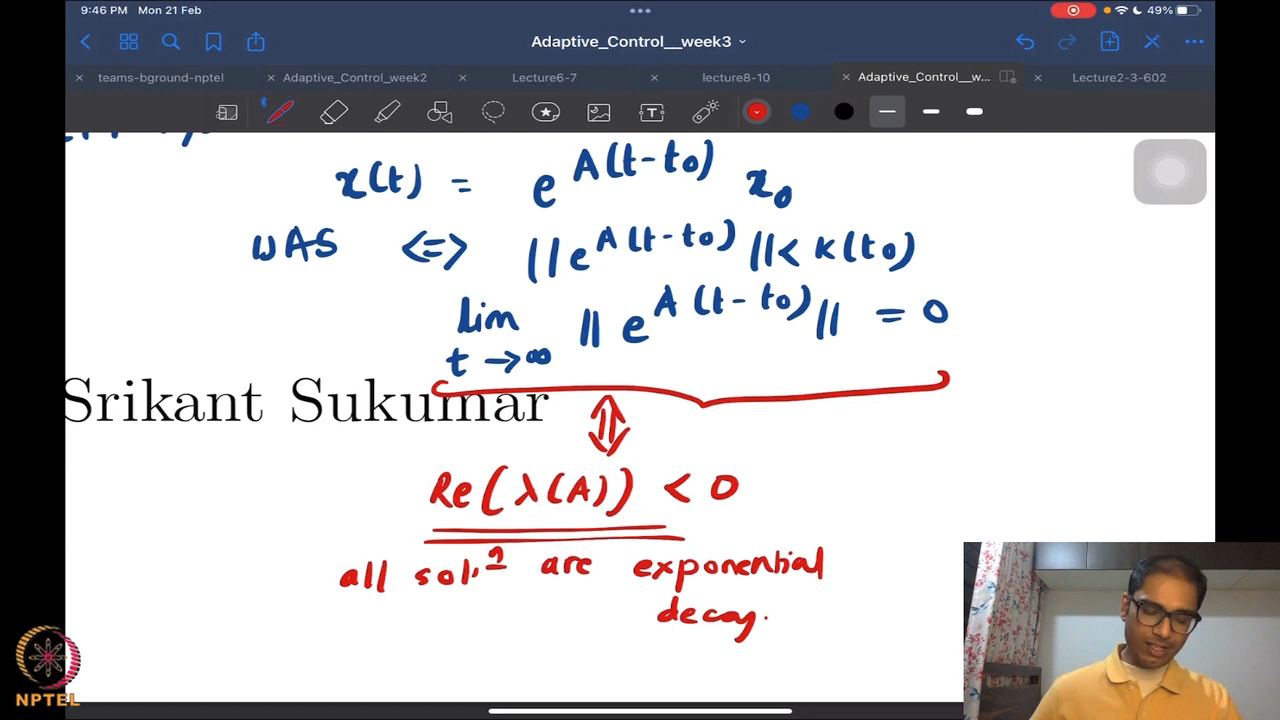 9:46 PM Mon 21 Feb
49%
Adaptive_Control__week3
teams-bground-nptel
Adaptive_Control_week2
Lecture6-7
lecture8-10
Adaptive_Control__w...
Lecture2-3-602
x(t) = e^{A(t-t0)} x0
UAS <=> ||e^{A(t-t0)}|| < k(t0)
lim t→∞ ||e^{A(t-t0)}|| = 0
Srikant Sukumar
Re(λ(A)) < 0
all sol.ⁿ are exponential
decay.
NPTEL